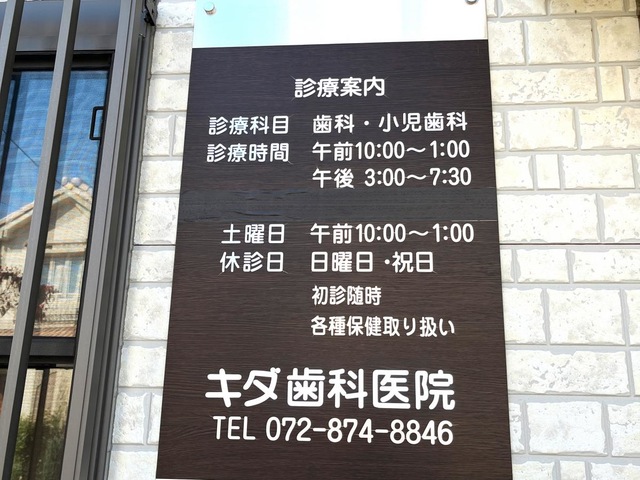 診療案内
診療科目 歯科・小児歯科
診療時間 午前10:00～1:00
午後 3:00～7:30
土曜日 午前10:00～1:00
休診日 日曜日・祝日
初診随時
各種保健取り扱い
キダ歯科医院
TEL 072-874-8846